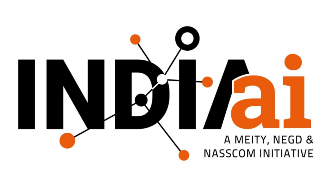 INDIAai
A MEITY, NEGD &
NASSCOM INITIATIVE